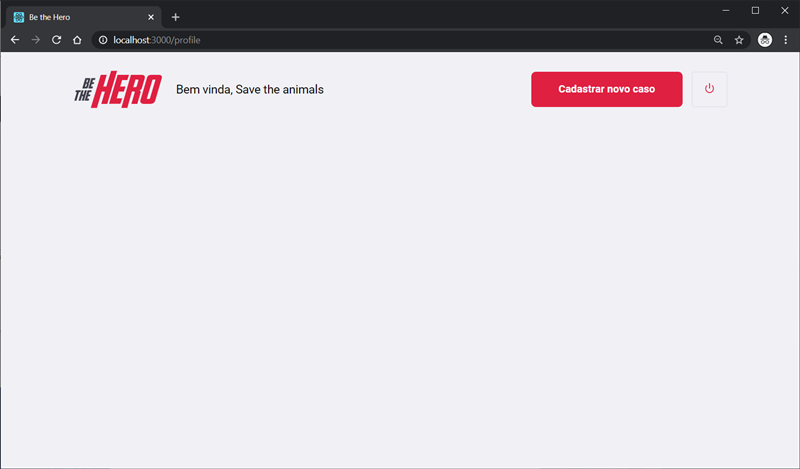 Be the Hero
localhost:3000/profile
BE THE HERO
Bem vinda, Save the animals
Cadastrar novo caso